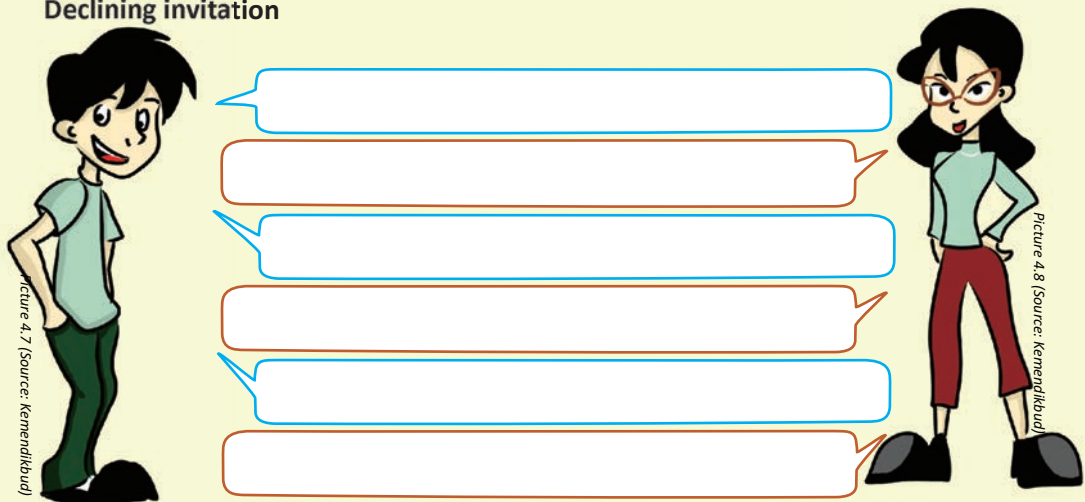 Declining invitation
Picture 4.7 (Source: Kemendikbud)
Picture 4.8 (Source: Kemendikbud)